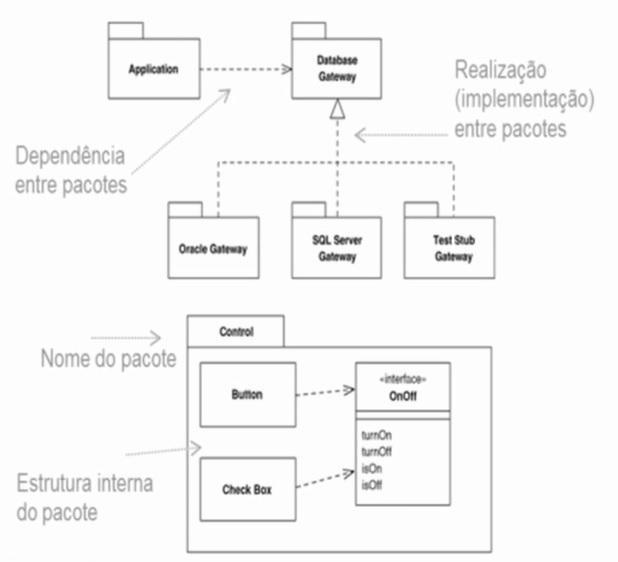 Application
Database
Gateway
Realização
(implementação)
entre pacotes
Dependência
entre pacotes
Oracle Gateway
SQL Server
Gateway
Test Stub
Gateway
Control
Nome do pacote
Button
«interface»
OnOff
turnOn
turnOff
isOn
isOff
Check Box
Estrutura interna
do pacote